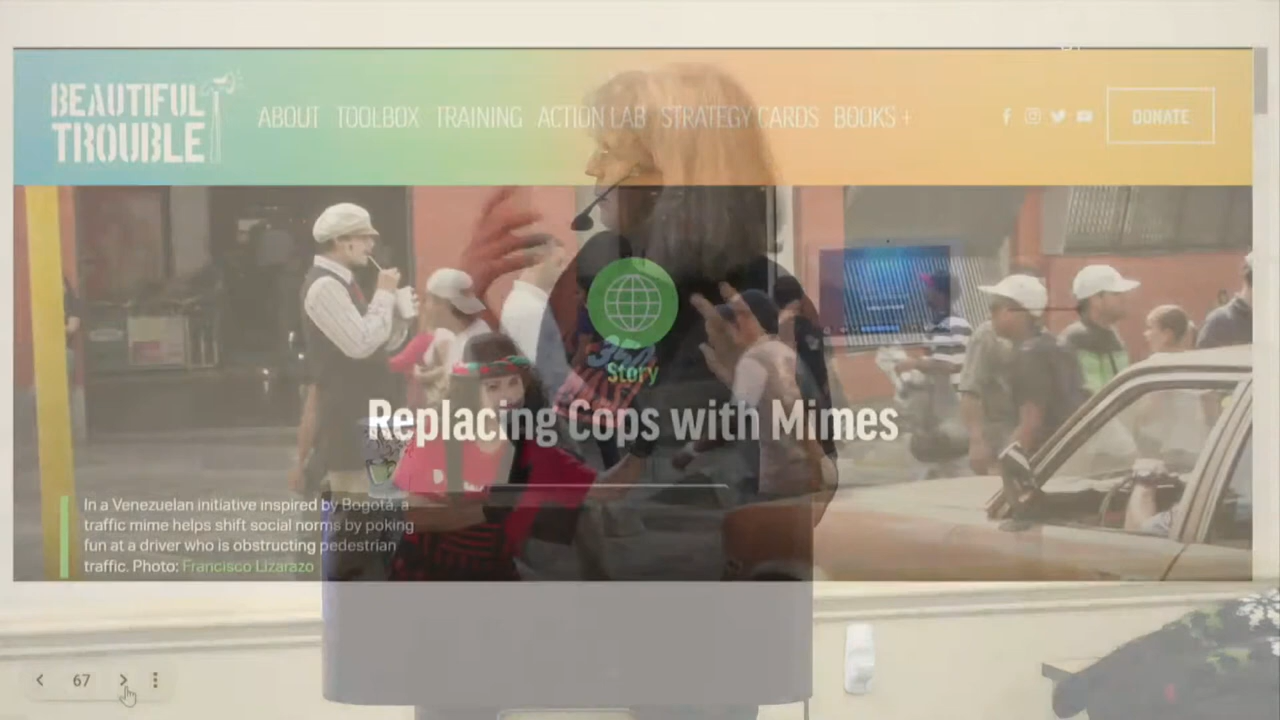 BEAUTIFUL
TROUBLE
ABOUT TOOLBOX TRAINING ACTION LAB STRATEGY CARDS BOOKS +
DONATE
Story
Replacing Cops with Mimes
In a Venezuelan initiative inspired by Bogotá, a
traffic mime helps shift social norms by poking
fun at a driver who is obstructing pedestrian
traffic. Photo: Francisco Lizarazo
67